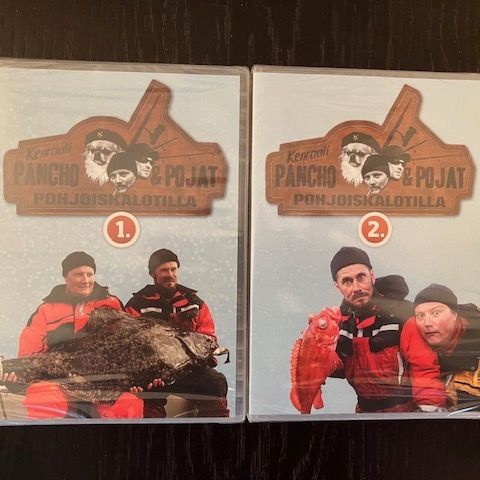 Kenraali
PANCHO & POJAT
POHJOISKALOTILLA
1.
Kenraali
PANCHO & POJAT
POHJOISKALOTILLA
2.